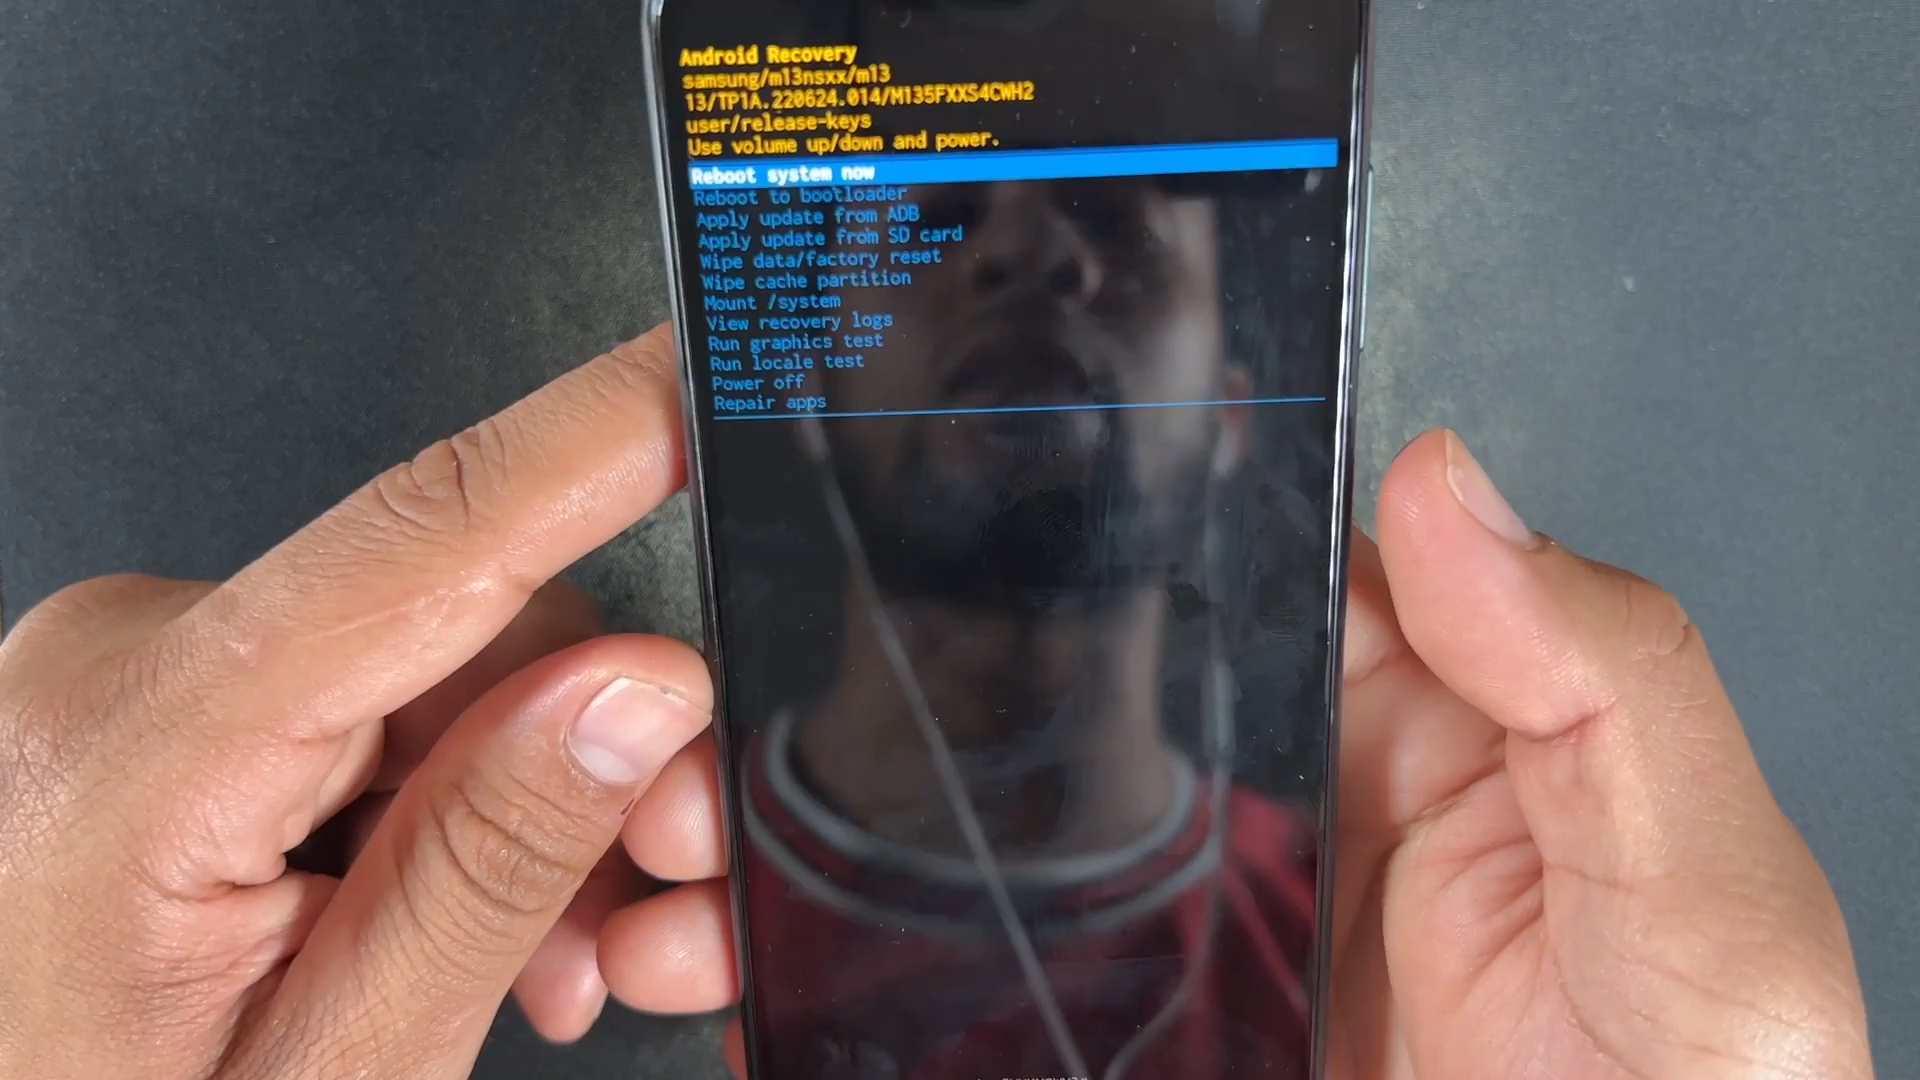 Android Recovery
samsung/m13nsxx/m13
13/TP1A.220624.014/M135FXXS4CWH2
user/release-keys
Use volume up/down and power.
Reboot system now
Reboot to bootloader
Apply update from ADB
Apply update from SD card
Wipe data/factory reset
Wipe cache partition
Mount /system
View recovery logs
Run graphics test
Run locale test
Power off
Repair apps